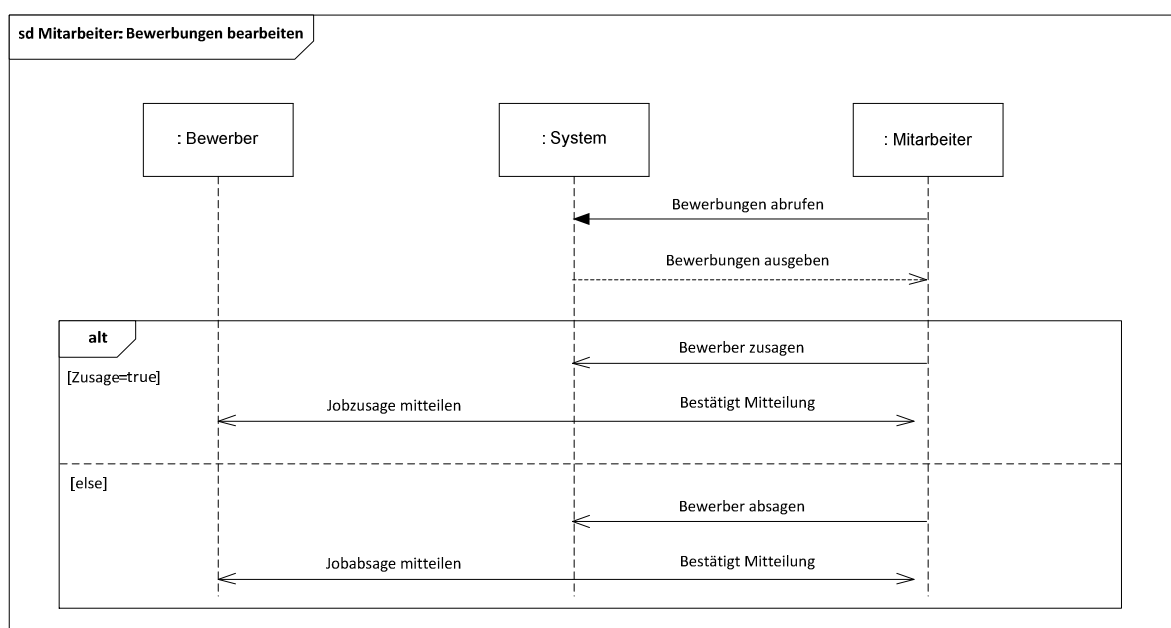 sd Mitarbeiter: Bewerbungen bearbeiten
: Bewerber
: System
: Mitarbeiter
Bewerbungen abrufen
Bewerbungen ausgeben
alt
Bewerber zusagen
[Zusage=true]
Jobzusage mitteilen
Bestätigt Mitteilung
[else]
Bewerber absagen
Jobabsage mitteilen
Bestätigt Mitteilung